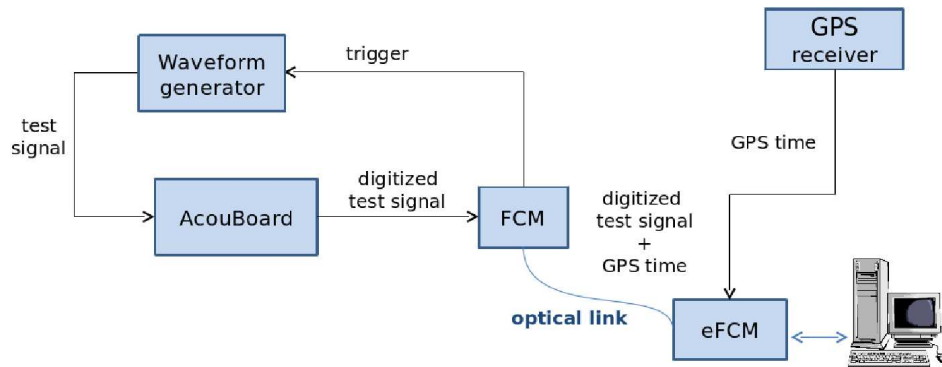 Waveform
generator
trigger
GPS
receiver
test
signal
GPS time
AcouBoard
digitized
test signal
FCM
digitized
test signal
+
GPS time
optical link
eFCM